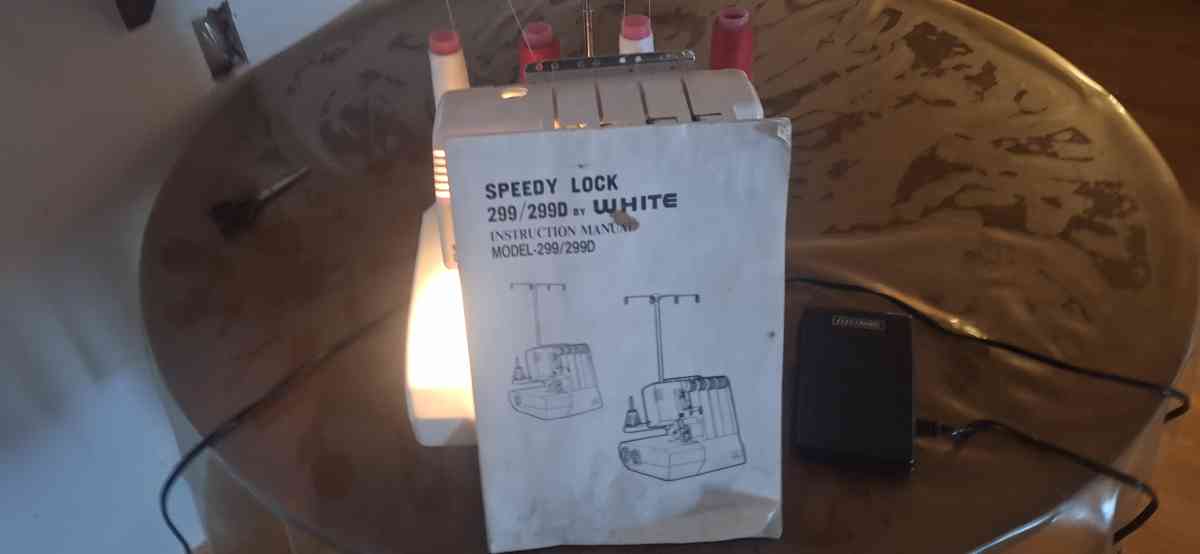 SPEEDY LOCK
299/299D BY WHITE
INSTRUCTION MANUAL
MODEL-299/299D